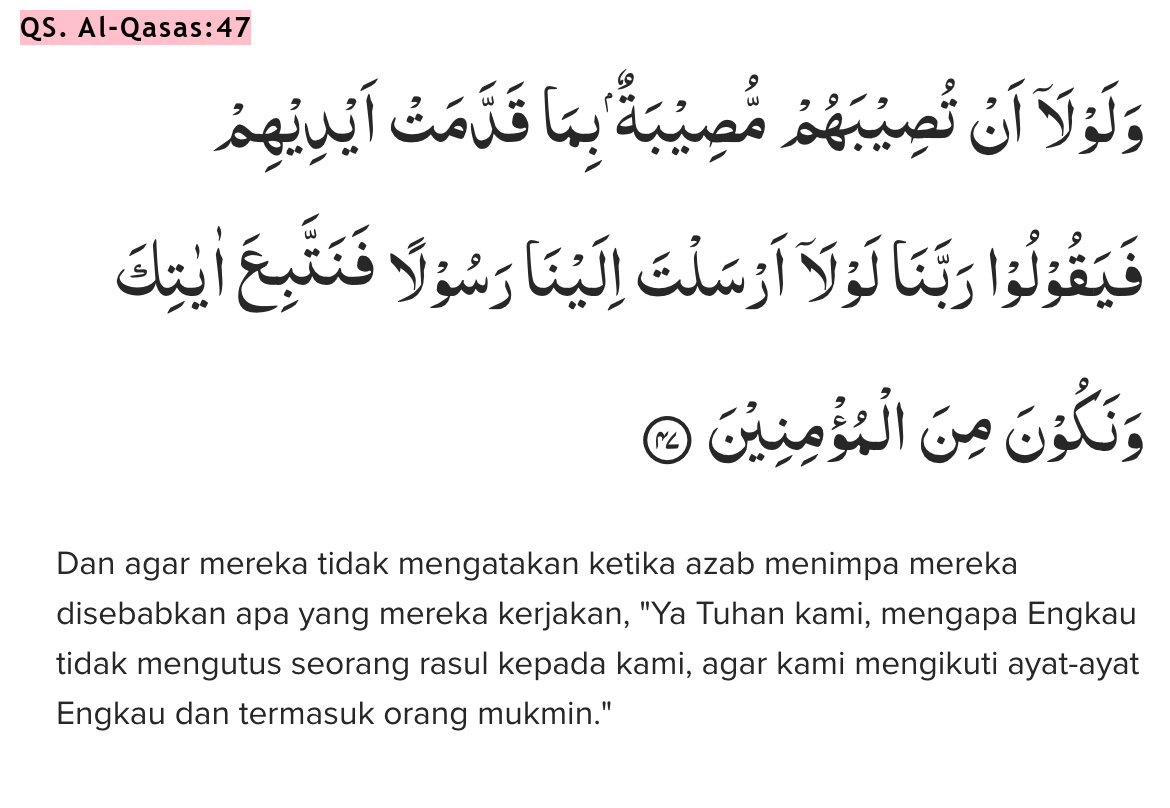 QS. Al-Qasas:47
وَلَوْلَآ اَنْ تُصِيْبَهُمْ مُّصِيْبَةٌ ۢبِمَا قَدَّمَتْ اَيْدِيْهِمْ
فَيَقُوْلُوْا رَبَّنَا لَوْلَآ اَرْسَلْتَ اِلَيْنَا رَسُوْلًا فَنَتَّبِعَ اٰيٰتِكَ
وَنَكُوْنَ مِنَ الْمُؤْمِنِيْنَ ۝٤٧
Dan agar mereka tidak mengatakan ketika azab menimpa mereka
disebabkan apa yang mereka kerjakan, "Ya Tuhan kami, mengapa Engkau
tidak mengutus seorang rasul kepada kami, agar kami mengikuti ayat-ayat
Engkau dan termasuk orang mukmin."